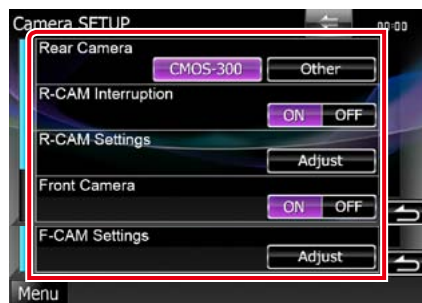 Camera SETUP 00:00
Rear Camera
CMOS-300 Other
R-CAM Interruption
ON OFF
R-CAM Settings
Adjust
Front Camera
ON OFF
F-CAM Settings
Adjust
Menu